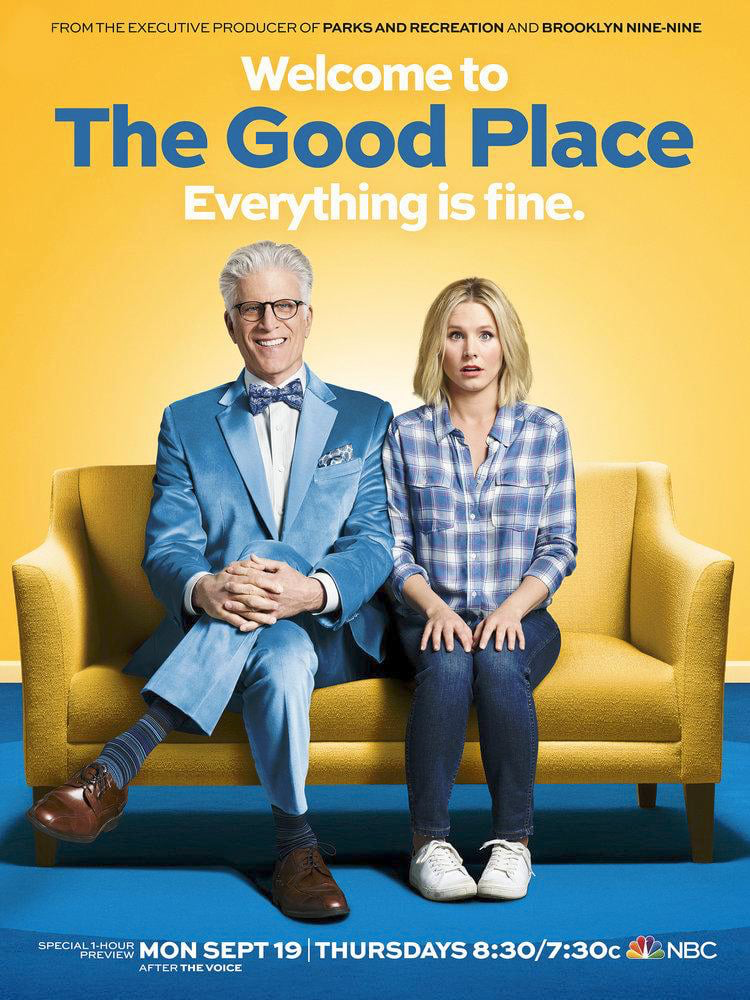 FROM THE EXECUTIVE PRODUCER OF PARKS AND RECREATION AND BROOKLYN NINE-NINE
Welcome to
The Good Place
Everything is fine.
SPECIAL 1-HOUR
PREVIEW
MON SEPT 19 | THURSDAYS 8:30/7:30c NBC
AFTER THE VOICE